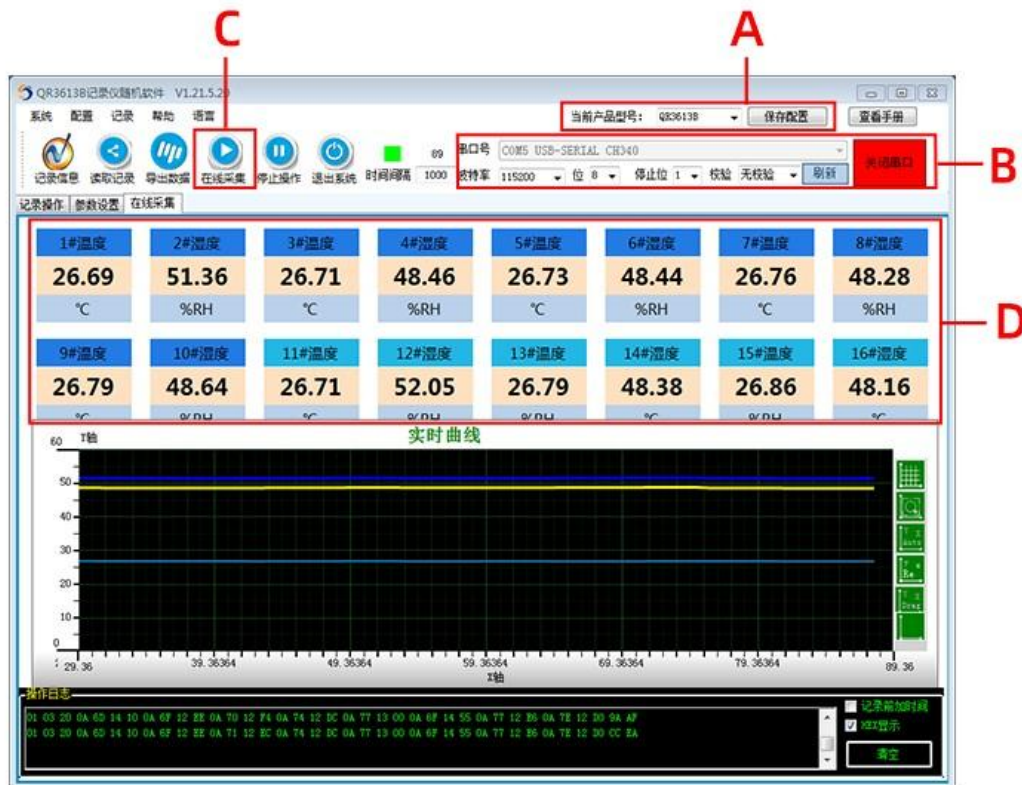 C
A
QR3613B记录仪随机软件 V1.21.5.20
系统 配置 记录 帮助 语言
当前产品型号: QR3613B 保存配置 查看手册
89
串口号 COM5 USB-SERIAL CH340
关闭串口
B
记录信息 读取记录 导出数据 在线采集 停止操作 退出系统 时间间隔 1000 波特率 115200 位 8 停止位 1 校验 无校验 刷新
记录操作 参数设置 在线采集
1#温度 2#湿度 3#温度 4#湿度 5#温度 6#湿度 7#温度 8#湿度
26.69 51.36 26.71 48.46 26.73 48.44 26.76 48.28
℃ %RH ℃ %RH ℃ %RH ℃ %RH
D
9#温度 10#湿度 11#温度 12#湿度 13#温度 14#湿度 15#温度 16#湿度
26.79 48.64 26.71 52.05 26.79 48.38 26.86 48.16
℃ %RH ℃ %RH %RH ℃ %RH ℃
60 Y轴 实时曲线
50
40
30
20
10
0
29.36 39.36364 49.36364 59.36364 69.36364 79.36364 89.36
X轴
操作日志
01 03 20 0A 6D 14 10 0A 6F 12 EE 0A 70 12 F4 0A 74 12 DC 0A 77 13 00 0A 6F 14 55 0A 77 12 E6 0A 7E 12 D0 9A AF
01 03 20 0A 6D 14 10 0A 6F 12 EE 0A 71 12 EC 0A 74 12 DC 0A 77 13 00 0A 6F 14 55 0A 77 12 E6 0A 7E 12 D0 CC EA
记录前加时间
HEX显示
清空